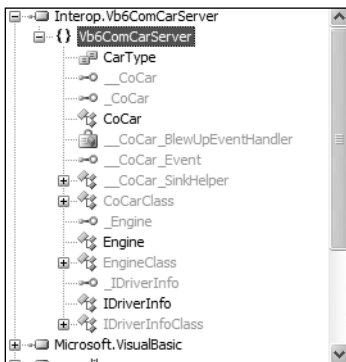 Interop.Vb6ComCarServer
{} Vb6ComCarServer
CarType
__CoCar
_CoCar
CoCar
__CoCar_BlewUpEventHandler
__CoCar_Event
__CoCar_SinkHelper
CoCarClass
_Engine
Engine
EngineClass
_IDriverInfo
IDriverInfo
IDriverInfoClass
Microsoft.VisualBasic